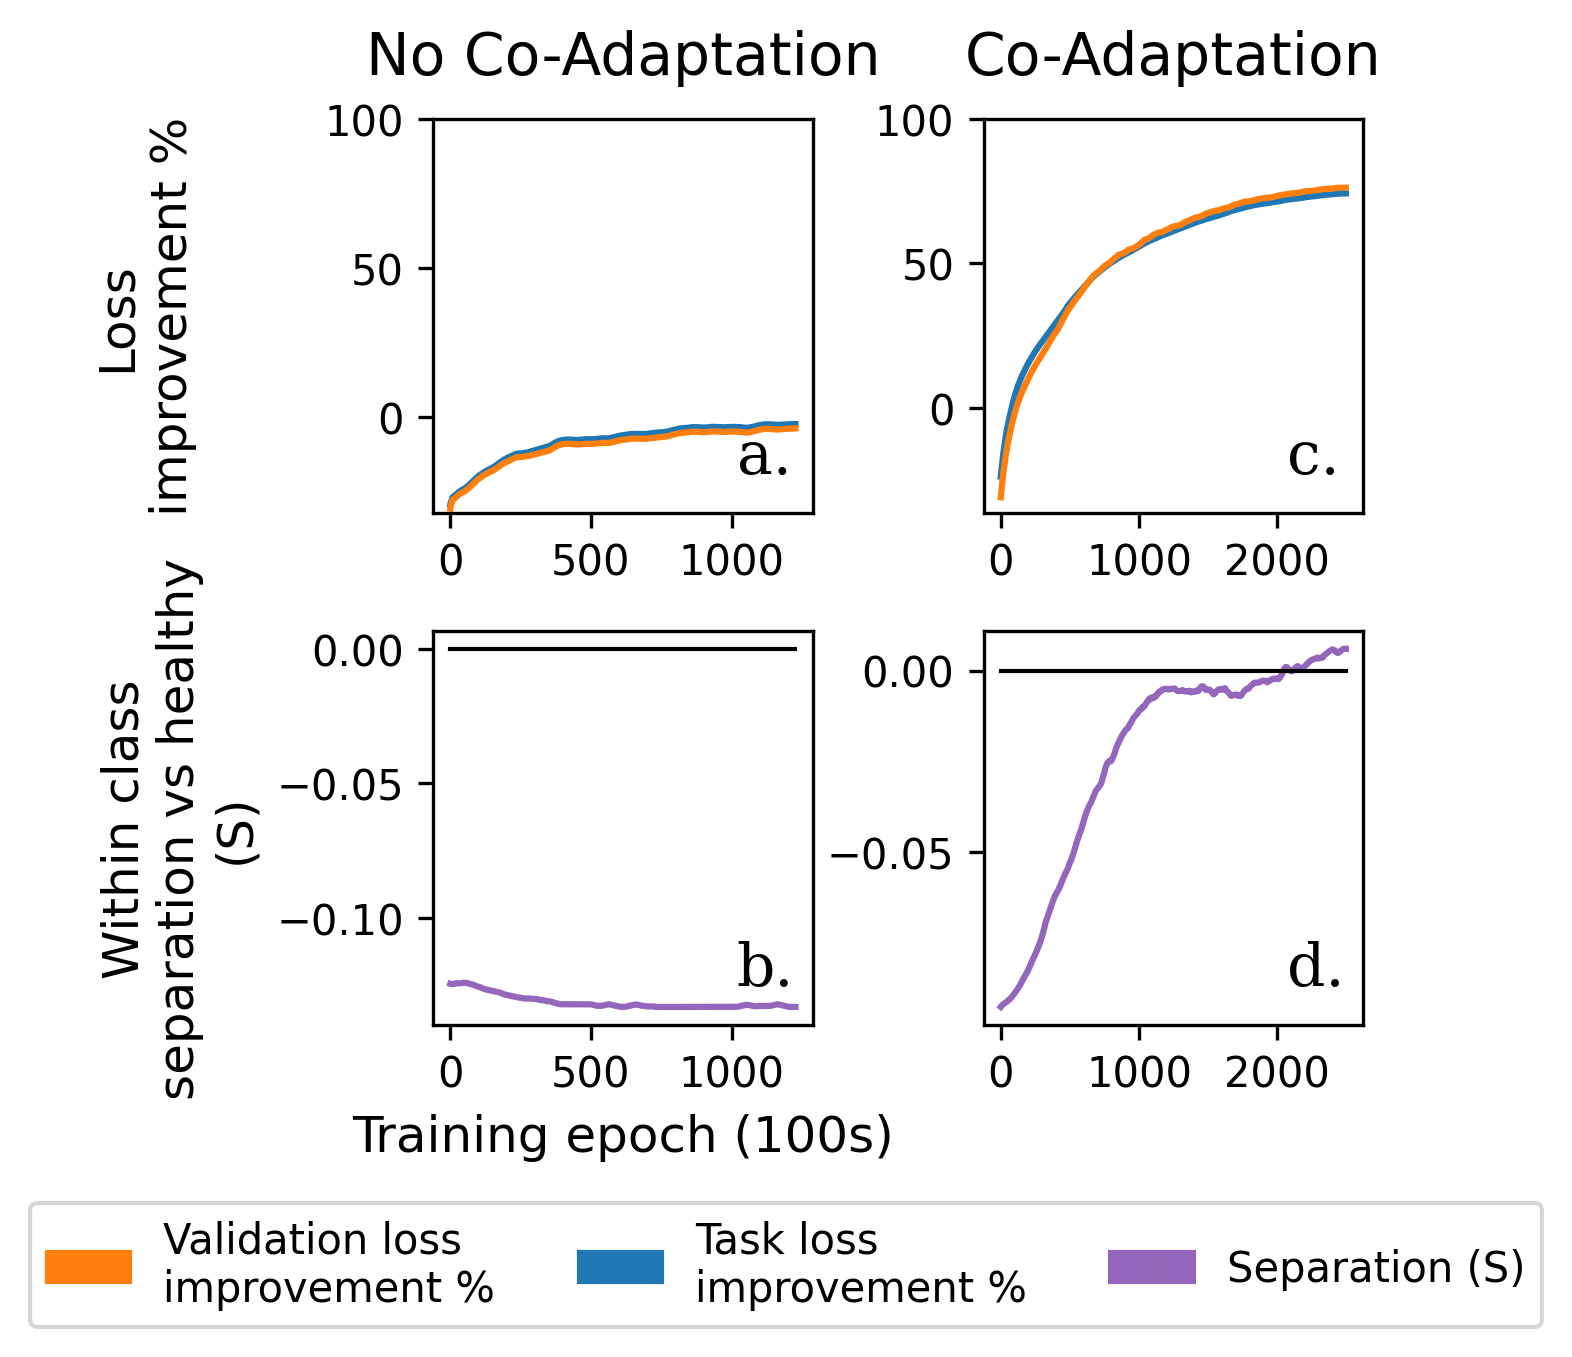 No Co-Adaptation
Co-Adaptation
Loss
improvement %
100
50
0
a.
0
500
1000
100
50
0
c.
0
1000
2000
Within class
separation vs healthy
(S)
0.00
−0.05
−0.10
b.
0
500
1000
0.00
−0.05
d.
0
1000
2000
Training epoch (100s)
Validation loss
improvement %
Task loss
improvement %
Separation (S)